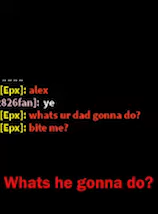 [Epx]: alex
:826fan]: ye
[Epx]: whats ur dad gonna do?
[Epx]: bite me?
Whats he gonna do?